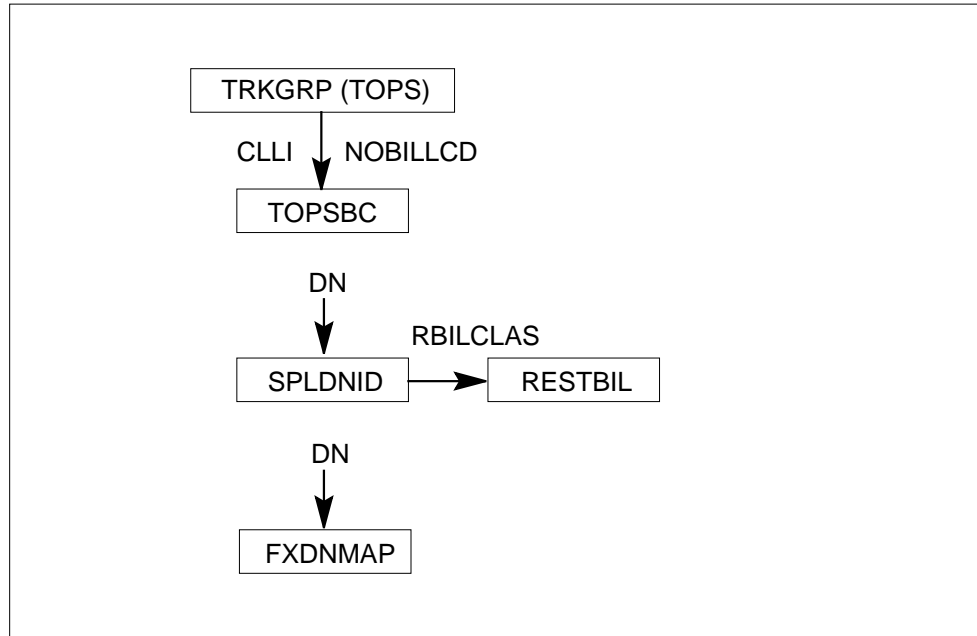 TRKGRP (TOPS)
CLLI NOBILLCD
TOPSBC
DN
RBILCLAS
SPLDNID RESTBIL
DN
FXDNMAP